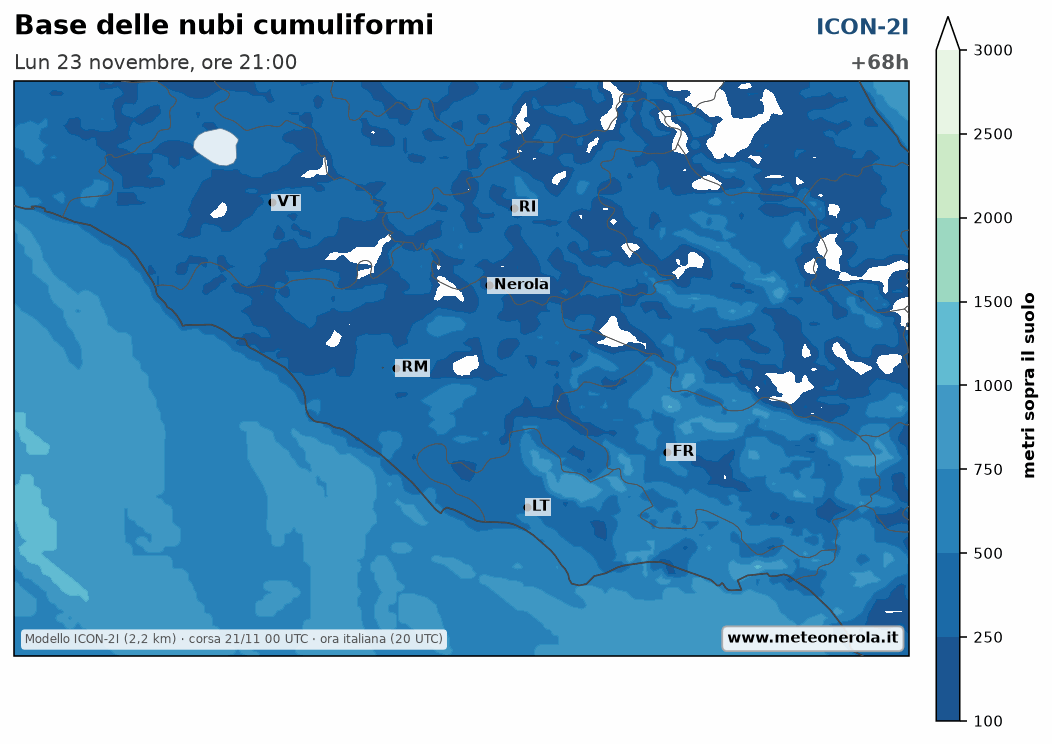 Base delle nubi cumuliformi
ICON-2I
Lun 23 novembre, ore 21:00
+68h
3000
2500
2000
1500
1000
750
500
250
100
metri sopra il suolo
VT
RI
Nerola
RM
FR
LT
Modello ICON-2I (2,2 km) · corsa 21/11 00 UTC · ora italiana (20 UTC)
www.meteonerola.it